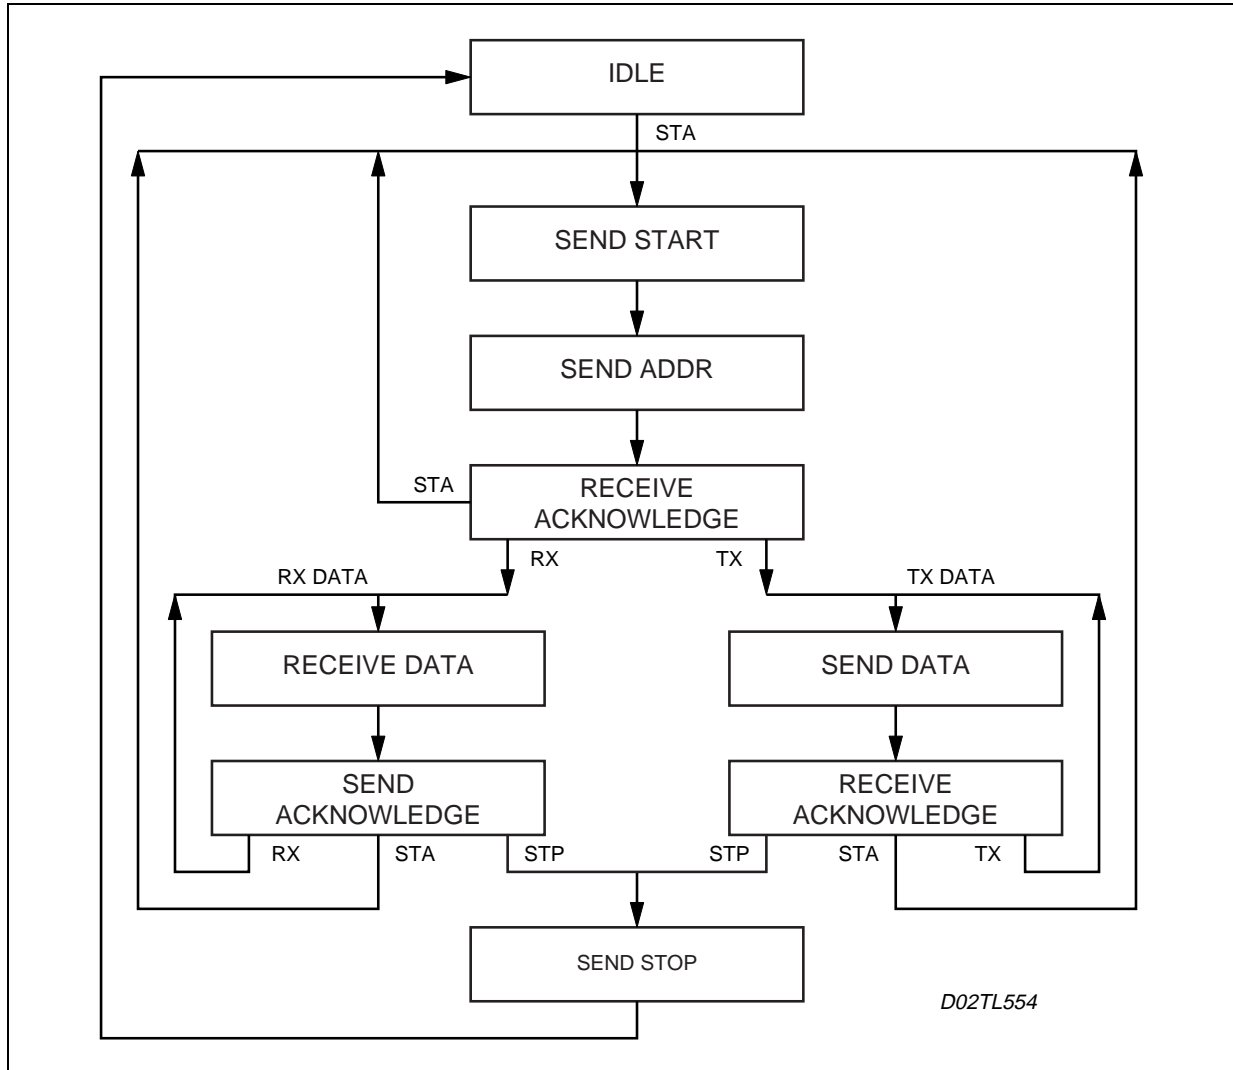 IDLE
STA
SEND START
SEND ADDR
STA
RECEIVE
ACKNOWLEDGE
RX
TX
RX DATA
TX DATA
RECEIVE DATA
SEND DATA
SEND
ACKNOWLEDGE
RECEIVE
ACKNOWLEDGE
RX
STA
STP
STP
STA
TX
SEND STOP
D02TL554